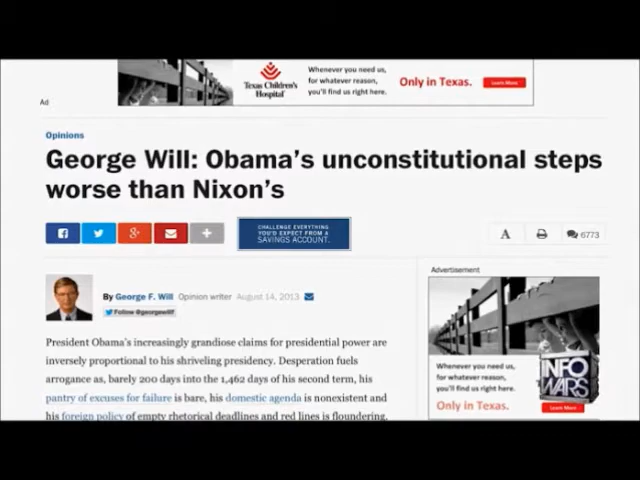 Whenever you need us,
for whatever reason,
you'll find us right here.
Texas Children's
Hospital
Only in Texas.
Learn More
Ad
Opinions
George Will: Obama's unconstitutional steps
worse than Nixon's
CHALLENGE EVERYTHING
YOU'D EXPECT FROM A
SAVINGS ACCOUNT.
A
6773
By George F. Will Opinion writer August 14, 2013
Follow @georgewillf
President Obama's increasingly grandiose claims for presidential power are
inversely proportional to his shriveling presidency. Desperation fuels
arrogance as, barely 200 days into the 1,462 days of his second term, his
pantry of excuses for failure is bare, his domestic agenda is nonexistent and
his foreign policy of empty rhetorical deadlines and red lines is floundering.
Advertisement
Whenever you need us,
for whatever reason,
you'll find us right here.
Only in Texas.
Learn More
INFO
WARS